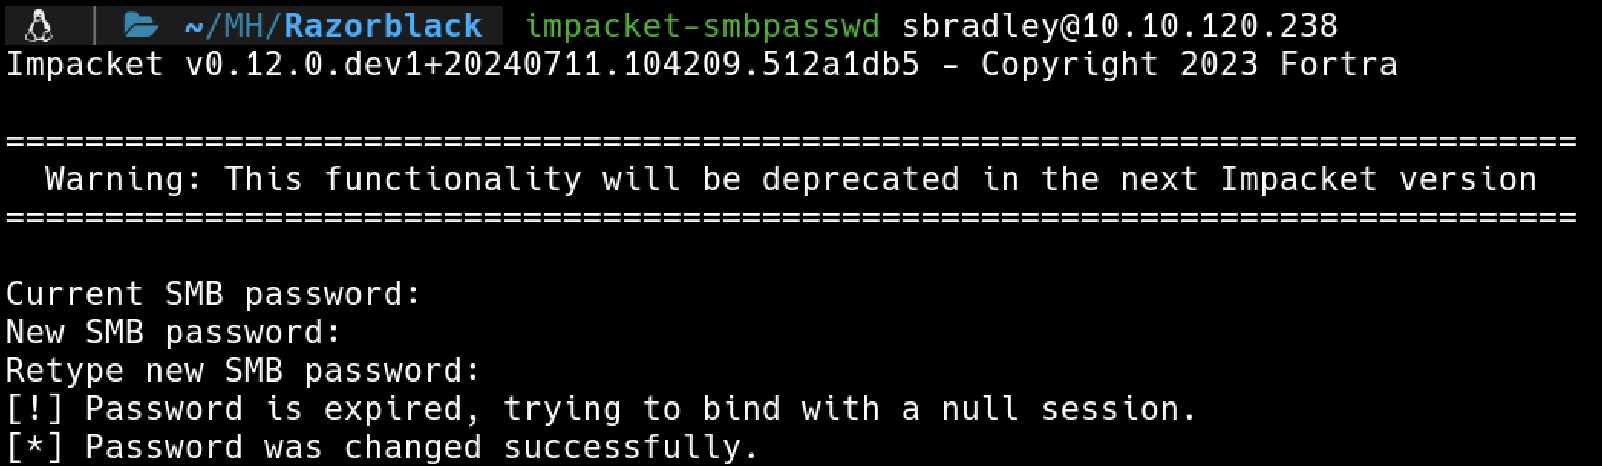 ~/MH/Razorblack impacket-smbpasswd sbradley@10.10.120.238
Impacket v0.12.0.dev1+20240711.104209.512a1db5 - Copyright 2023 Fortra
===============================================================================
Warning: This functionality will be deprecated in the next Impacket version
===============================================================================
Current SMB password:
New SMB password:
Retype new SMB password:
[!] Password is expired, trying to bind with a null session.
[*] Password was changed successfully.